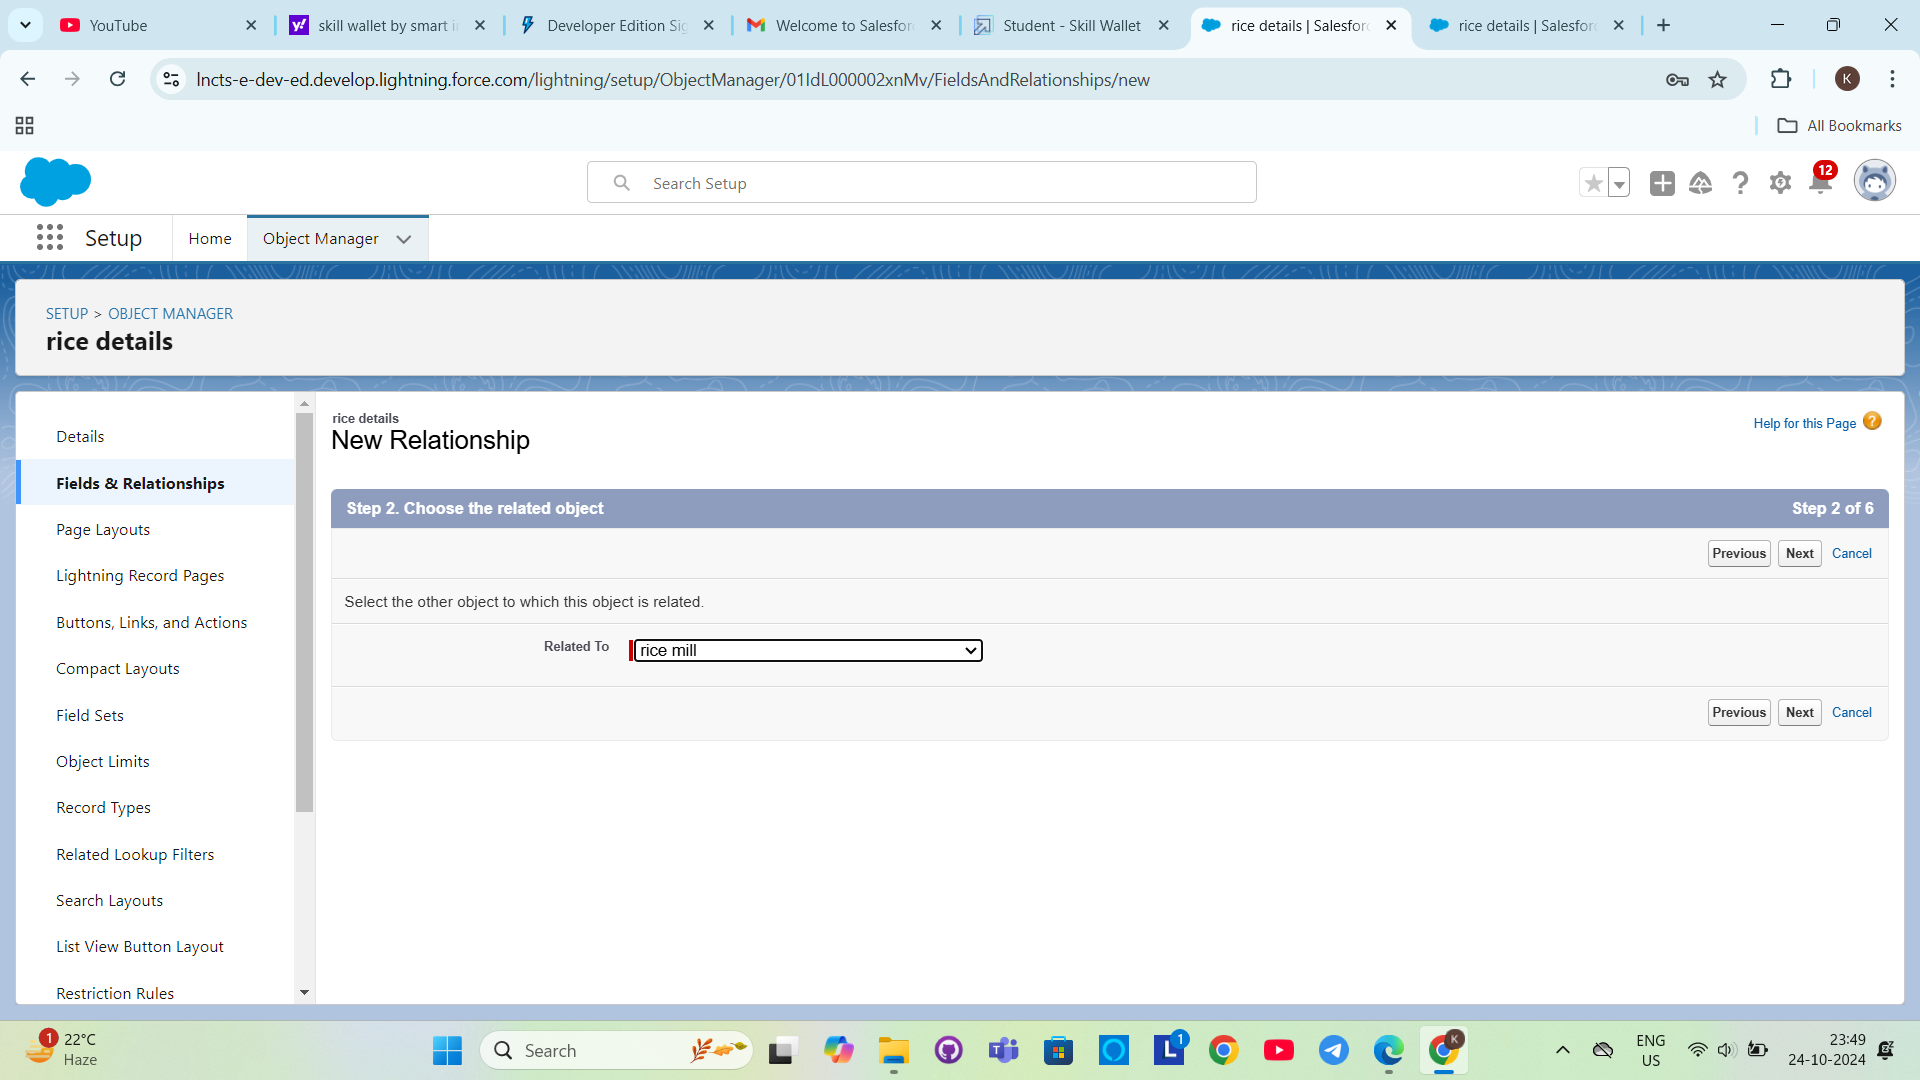 YouTube
skill wallet by smart i
Developer Edition Sig
Welcome to Salesfor
Student - Skill Wallet
rice details | Salesforc
rice details | Salesforc
lncts-e-dev-ed.develop.lightning.force.com/lightning/setup/ObjectManager/01IdL000002xnMv/FieldsAndRelationships/new
K
All Bookmarks
Search Setup
12
Setup
Home
Object Manager
SETUP > OBJECT MANAGER
rice details
Details
Fields & Relationships
Page Layouts
Lightning Record Pages
Buttons, Links, and Actions
Compact Layouts
Field Sets
Object Limits
Record Types
Related Lookup Filters
Search Layouts
List View Button Layout
Restriction Rules
rice details
New Relationship
Help for this Page
Step 2. Choose the related object
Step 2 of 6
Previous Next Cancel
Select the other object to which this object is related.
Related To
rice mill
Previous Next Cancel
1
22°C
Haze
Search
L
1
K
ENG
US
23:49
24-10-2024